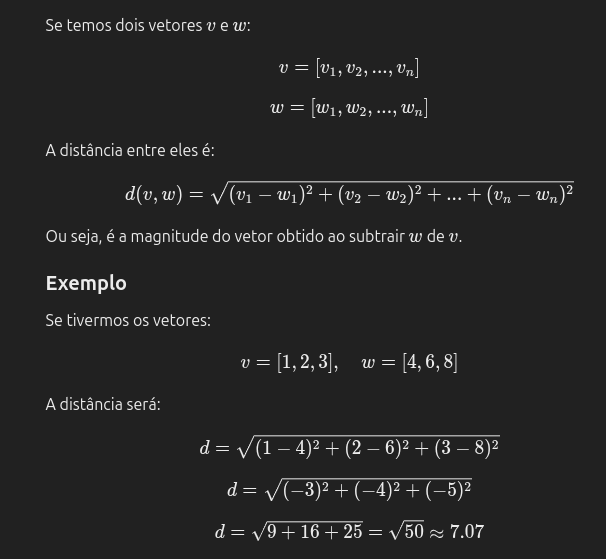 Se temos dois vetores v e w:
v = [v₁, v₂, ..., vₙ]
w = [w₁, w₂, ..., wₙ]
A distância entre eles é:
d(v, w) = √((v₁ − w₁)² + (v₂ − w₂)² + ... + (vₙ − wₙ)²)
Ou seja, é a magnitude do vetor obtido ao subtrair w de v.
Exemplo
Se tivermos os vetores:
v = [1, 2, 3], w = [4, 6, 8]
A distância será:
d = √((1 − 4)² + (2 − 6)² + (3 − 8)²)
d = √((−3)² + (−4)² + (−5)²)
d = √(9 + 16 + 25) = √50 ≈ 7.07